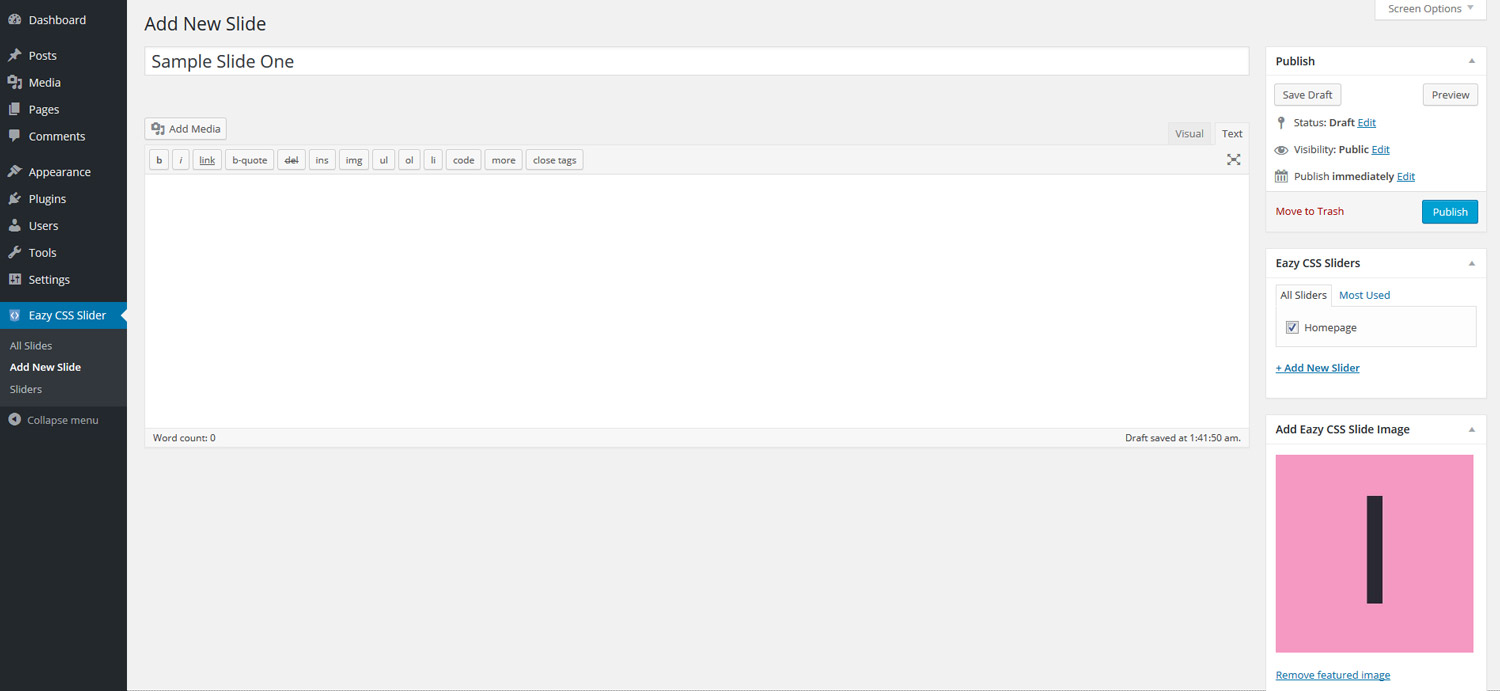 Dashboard
Posts
Media
Pages
Comments
Appearance
Plugins
Users
Tools
Settings
Eazy CSS Slider
All Slides
Add New Slide
Sliders
Collapse menu
Screen Options
Add New Slide
Sample Slide One
Add Media
Visual Text
b i link b-quote del ins img ul ol li code more close tags
Word count: 0 Draft saved at 1:41:50 am.
Publish
Save Draft Preview
Status: Draft Edit
Visibility: Public Edit
Publish immediately Edit
Move to Trash Publish
Eazy CSS Sliders
All Sliders Most Used
Homepage
+ Add New Slider
Add Eazy CSS Slide Image
I
Remove featured image